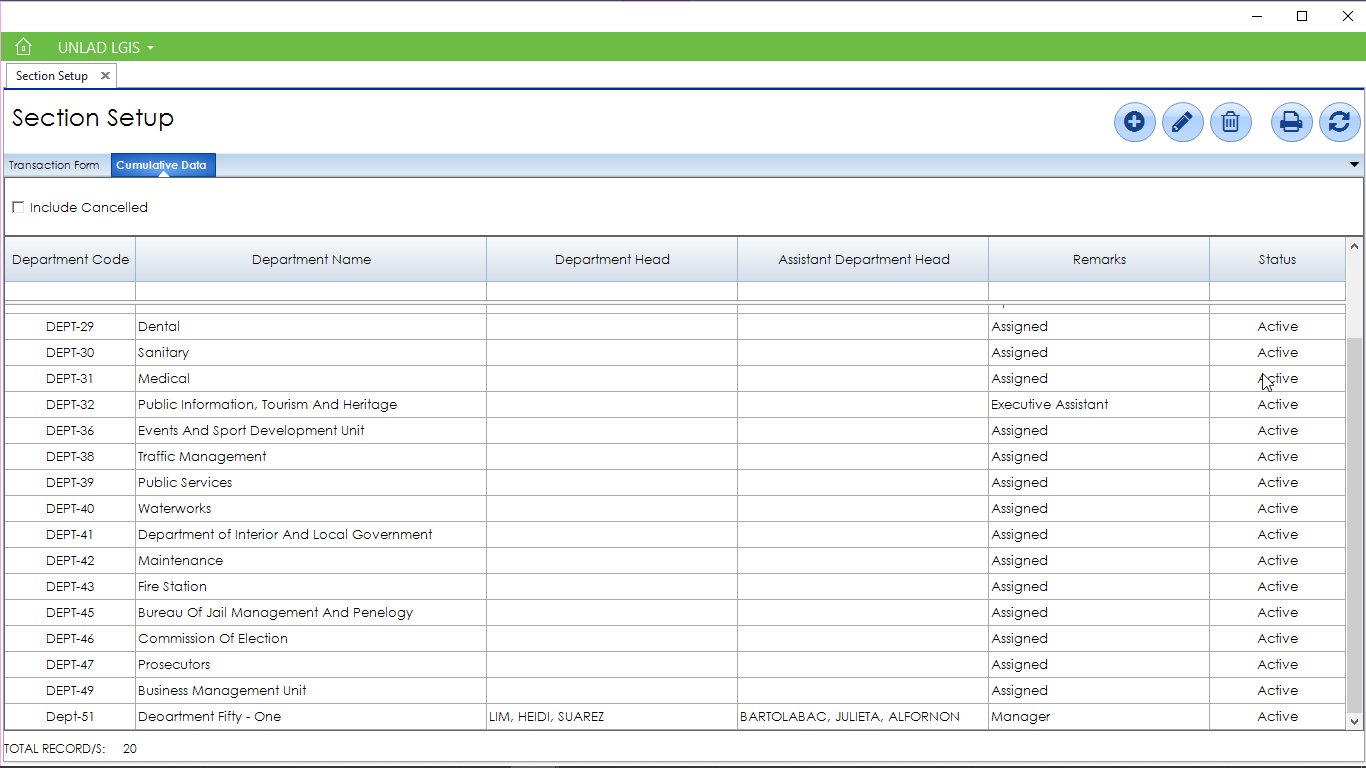 UNLAD LGIS
Section Setup
Section Setup
Transaction Form Cumulative Data
Include Cancelled
Department Code Department Name Department Head Assistant Department Head Remarks Status
DEPT-29 Dental Assigned Active
DEPT-30 Sanitary Assigned Active
DEPT-31 Medical Assigned Active
DEPT-32 Public Information, Tourism And Heritage Executive Assistant Active
DEPT-36 Events And Sport Development Unit Assigned Active
DEPT-38 Traffic Management Assigned Active
DEPT-39 Public Services Assigned Active
DEPT-40 Waterworks Assigned Active
DEPT-41 Department of Interior And Local Government Assigned Active
DEPT-42 Maintenance Assigned Active
DEPT-43 Fire Station Assigned Active
DEPT-45 Bureau Of Jail Management And Penelogy Assigned Active
DEPT-46 Commission Of Election Assigned Active
DEPT-47 Prosecutors Assigned Active
DEPT-49 Business Management Unit Assigned Active
Dept-51 Deoartment Fifty - One LIM, HEIDI, SUAREZ BARTOLABAC, JULIETA, ALFORNON Manager Active
TOTAL RECORD/S: 20